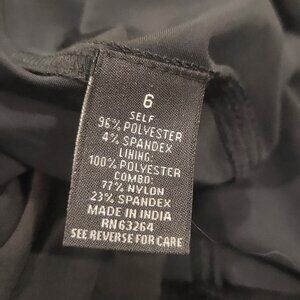 6
SELF
96% POLYESTER
4% SPANDEX
LINING:
100% POLYESTER
COMBO:
77% NYLON
23% SPANDEX
MADE IN INDIA
RN 63264
SEE REVERSE FOR CARE